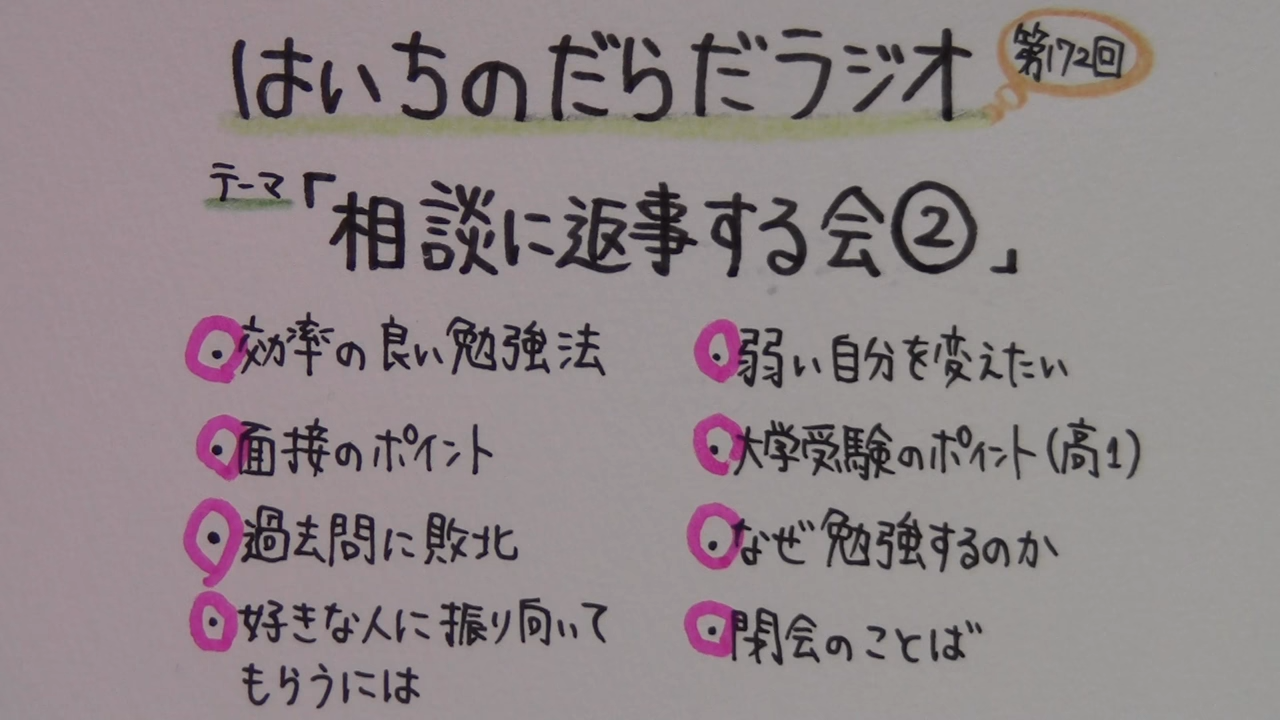 はいちのだらだラジオ
第172回
テーマ「相談に返事する会②」
・効率の良い勉強法
・面接のポイント
・過去問に敗北
・好きな人に振り向いて
もらうには
・弱い自分を変えたい
・大学受験のポイント(高1)
・なぜ勉強するのか
・閉会のことば